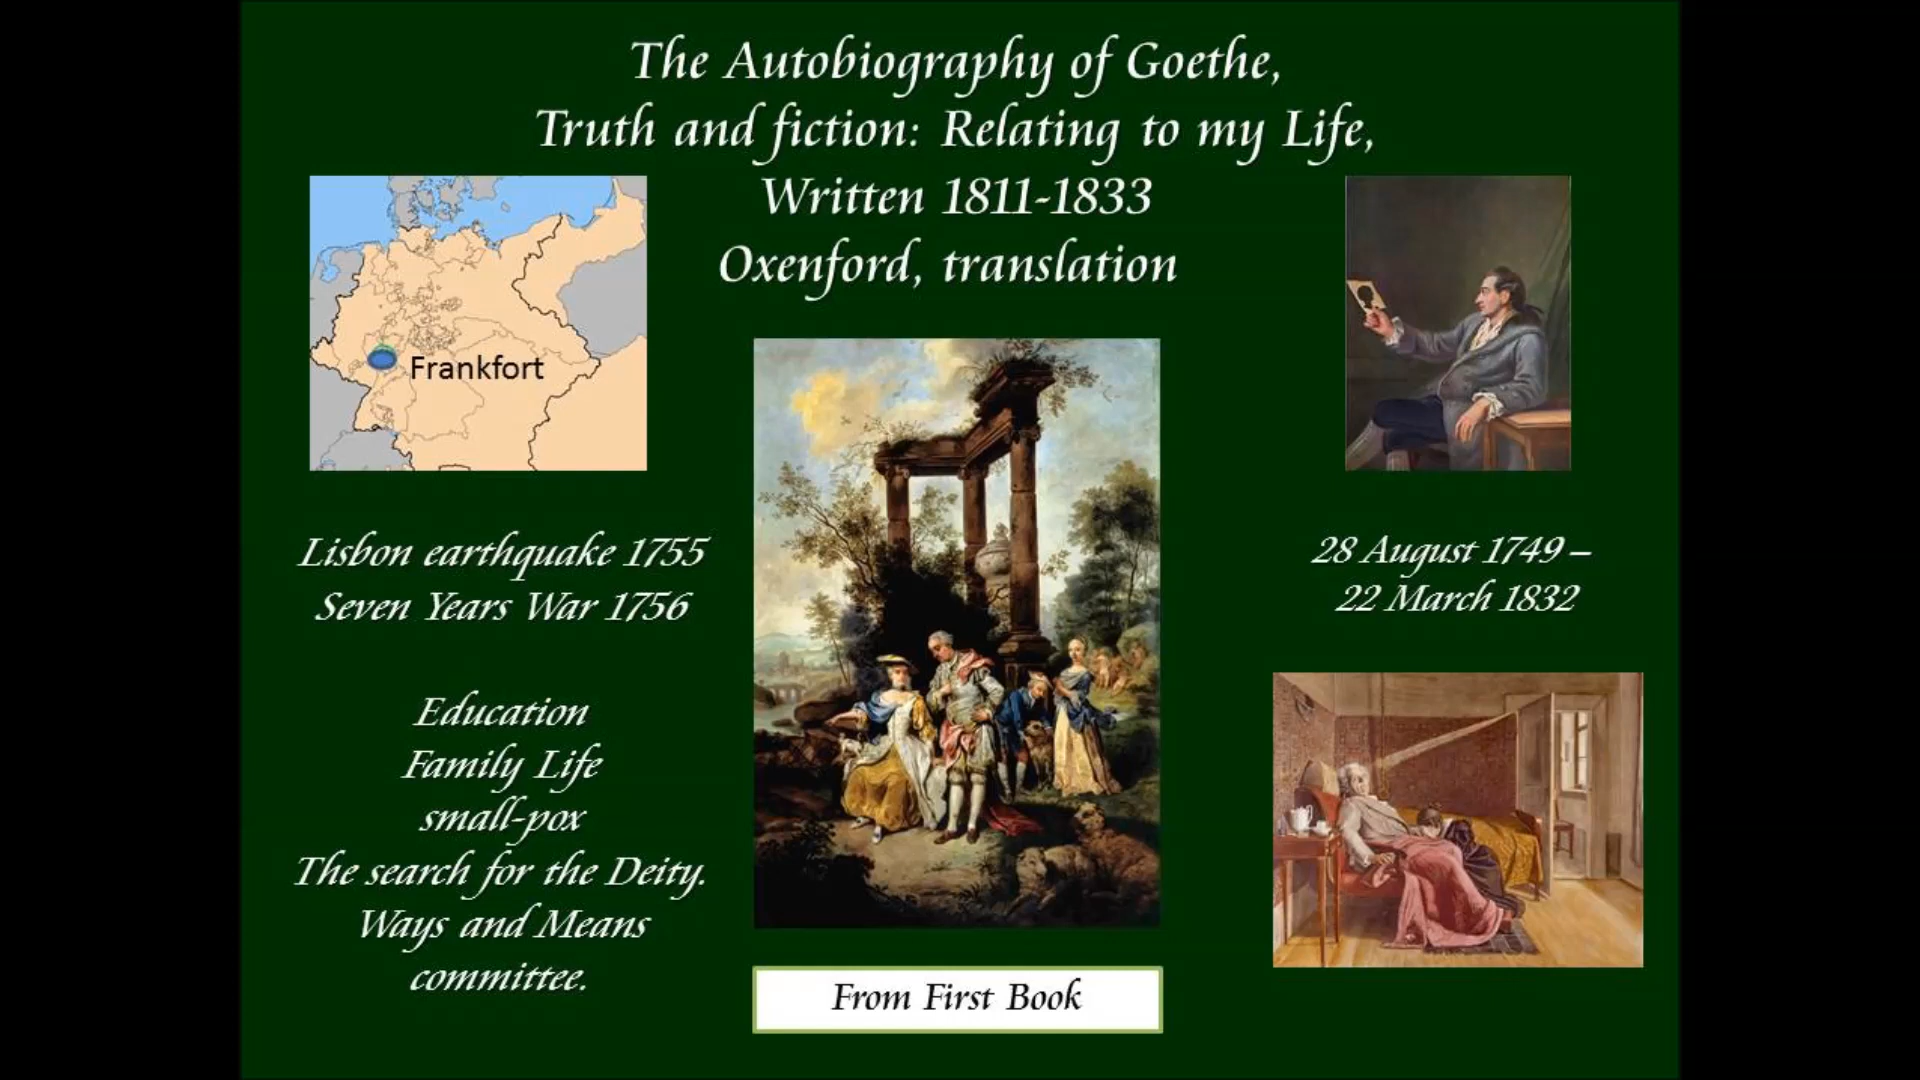 The Autobiography of Goethe,
Truth and fiction: Relating to my Life,
Written 1811-1833
Oxenford, translation
Frankfort
Lisbon earthquake 1755
Seven Years War 1756
Education
Family Life
small-pox
The search for the Deity.
Ways and Means
committee.
28 August 1749 –
22 March 1832
From First Book